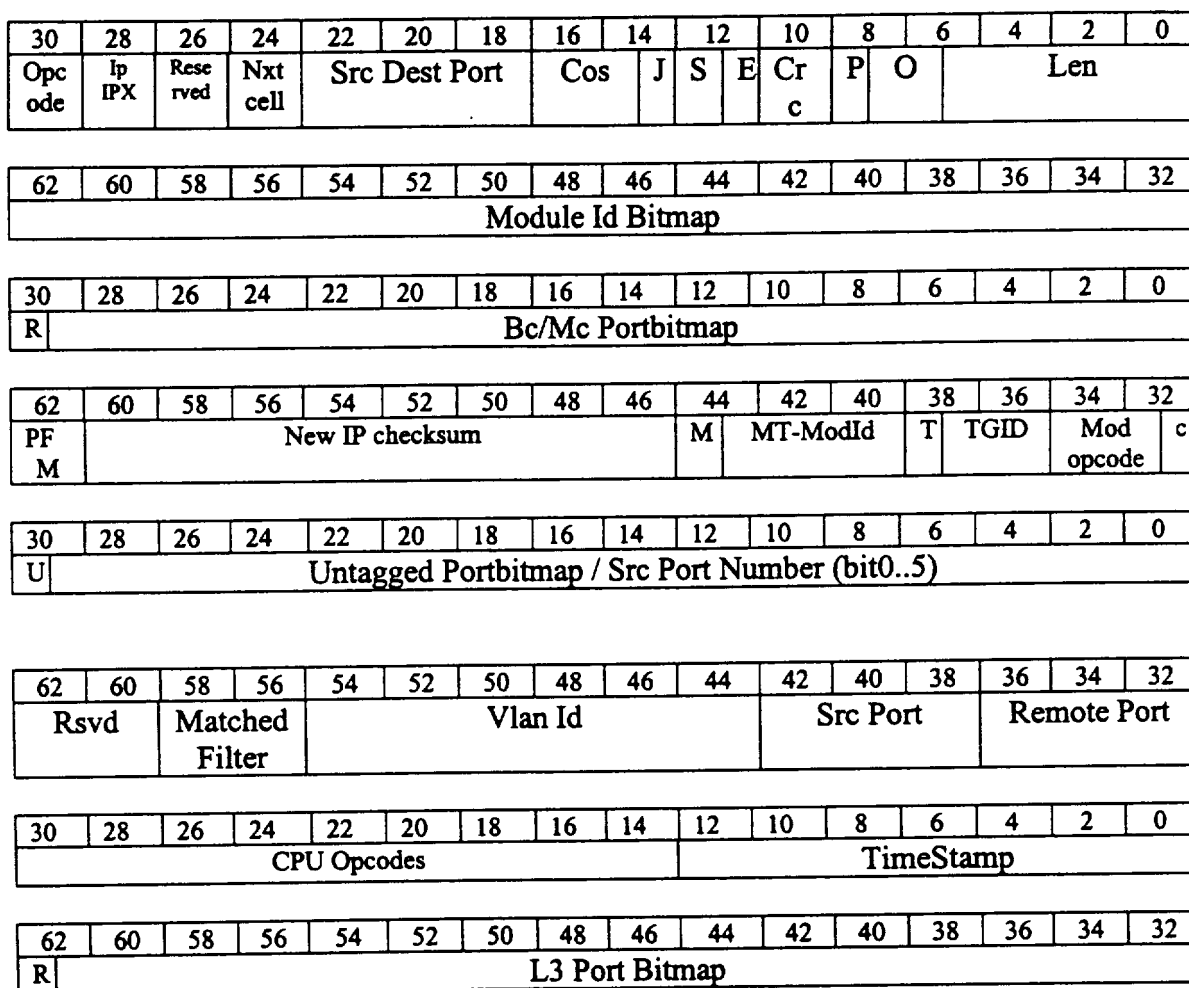 30 28 26 24 22 20 18 16 14 12 10 8 6 4 2 0
Opc Ip Rese Nxt Src Dest Port Cos J S E Cr P O Len
ode IPX rved cell c
62 60 58 56 54 52 50 48 46 44 42 40 38 36 34 32
Module Id Bitmap
30 28 26 24 22 20 18 16 14 12 10 8 6 4 2 0
R Bc/Mc Portbitmap
62 60 58 56 54 52 50 48 46 44 42 40 38 36 34 32
PF New IP checksum M MT-ModId T TGID Mod c
M opcode
30 28 26 24 22 20 18 16 14 12 10 8 6 4 2 0
U Untagged Portbitmap / Src Port Number (bit0..5)
62 60 58 56 54 52 50 48 46 44 42 40 38 36 34 32
Rsvd Matched Vlan Id Src Port Remote Port
Filter
30 28 26 24 22 20 18 16 14 12 10 8 6 4 2 0
CPU Opcodes TimeStamp
62 60 58 56 54 52 50 48 46 44 42 40 38 36 34 32
R L3 Port Bitmap